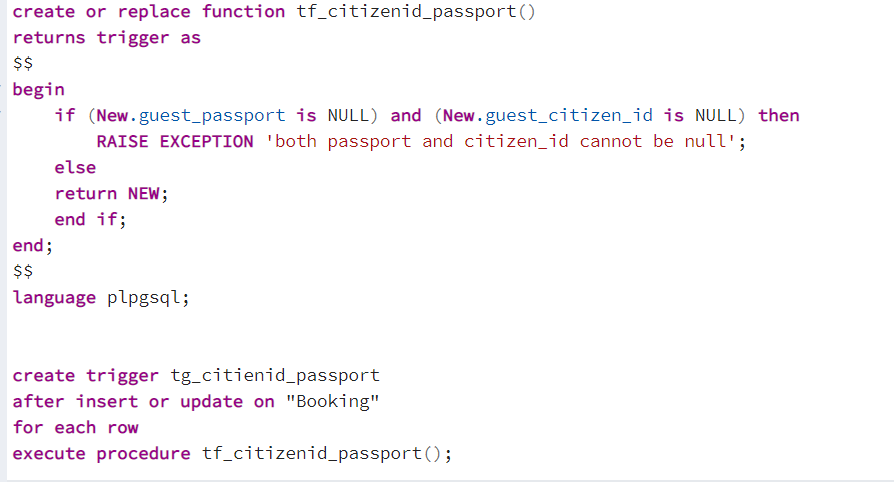 create or replace function tf_citizenid_passport()
returns trigger as
$$
begin
if (New.guest_passport is NULL) and (New.guest_citizen_id is NULL) then
RAISE EXCEPTION 'both passport and citizen_id cannot be null';
else
return NEW;
end if;
end;
$$
language plpgsql;
create trigger tg_citienid_passport
after insert or update on "Booking"
for each row
execute procedure tf_citizenid_passport();